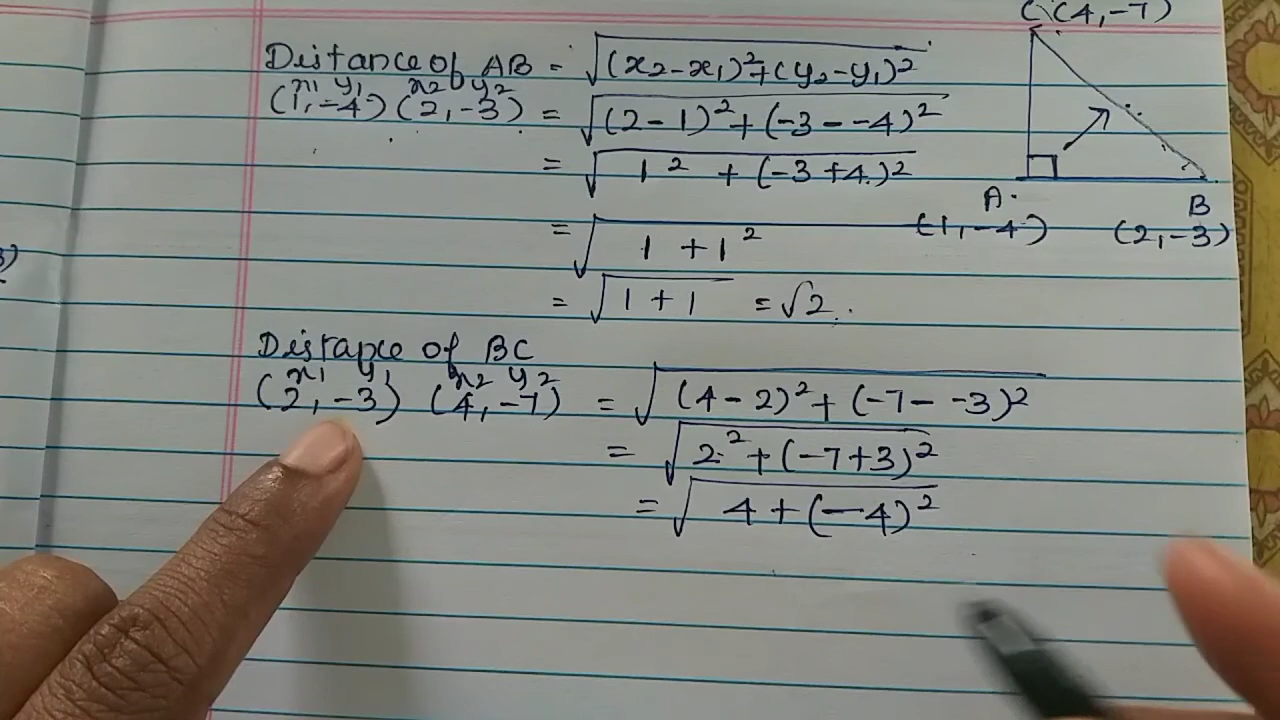 C (4,-7)
Distance Of AB = √(x2-x1)²+(y2-y1)²
x1 y1 x2 y2
(1,-4) (2,-3) = √(2-1)²+(-3--4)²
= √1² + (-3+4)²
A B
(1,-4) (2,-3)
= √1 + 1²
= √1+1 = √2.
Distance of BC
x1 y1 x2 y2
(2,-3) (4,-7) = √(4-2)²+(-7--3)²
= √2²+(-7+3)²
= √4+(-4)²